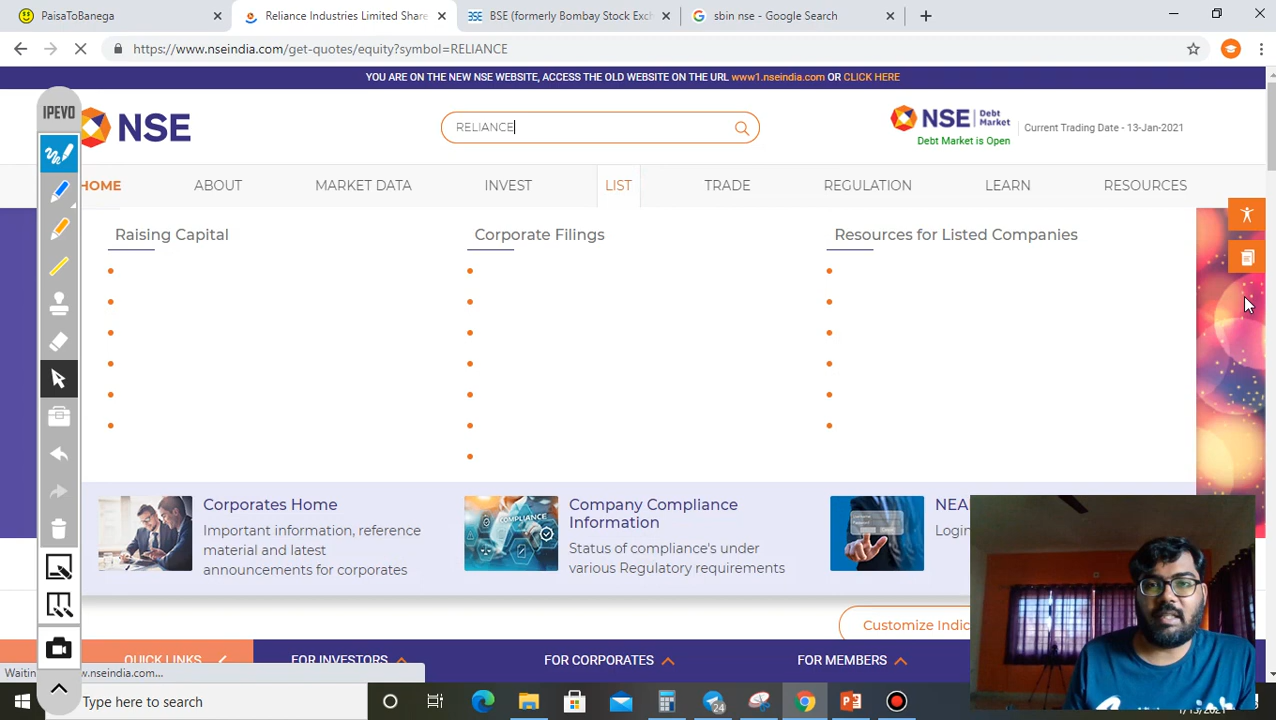 PaisaToBanega
Reliance Industries Limited Share
BSE (formerly Bombay Stock Exch
sbin nse - Google Search
https://www.nseindia.com/get-quotes/equity?symbol=RELIANCE
YOU ARE ON THE NEW NSE WEBSITE, ACCESS THE OLD WEBSITE ON THE URL www1.nseindia.com OR CLICK HERE
IPEVO
NSE
RELIANCE
NSE Debt Market
Debt Market is Open
Current Trading Date - 13-Jan-2021
HOME ABOUT MARKET DATA INVEST LIST TRADE REGULATION LEARN RESOURCES
Raising Capital
Corporate Filings
Resources for Listed Companies
Corporates Home
Important information, reference
material and latest
announcements for corporates
Company Compliance
Information
Status of compliance's under
various Regulatory requirements
NEA
Login
Customize Indic
QUICK LINKS
FOR INVESTORS
FOR CORPORATES
FOR MEMBERS
Type here to search
24